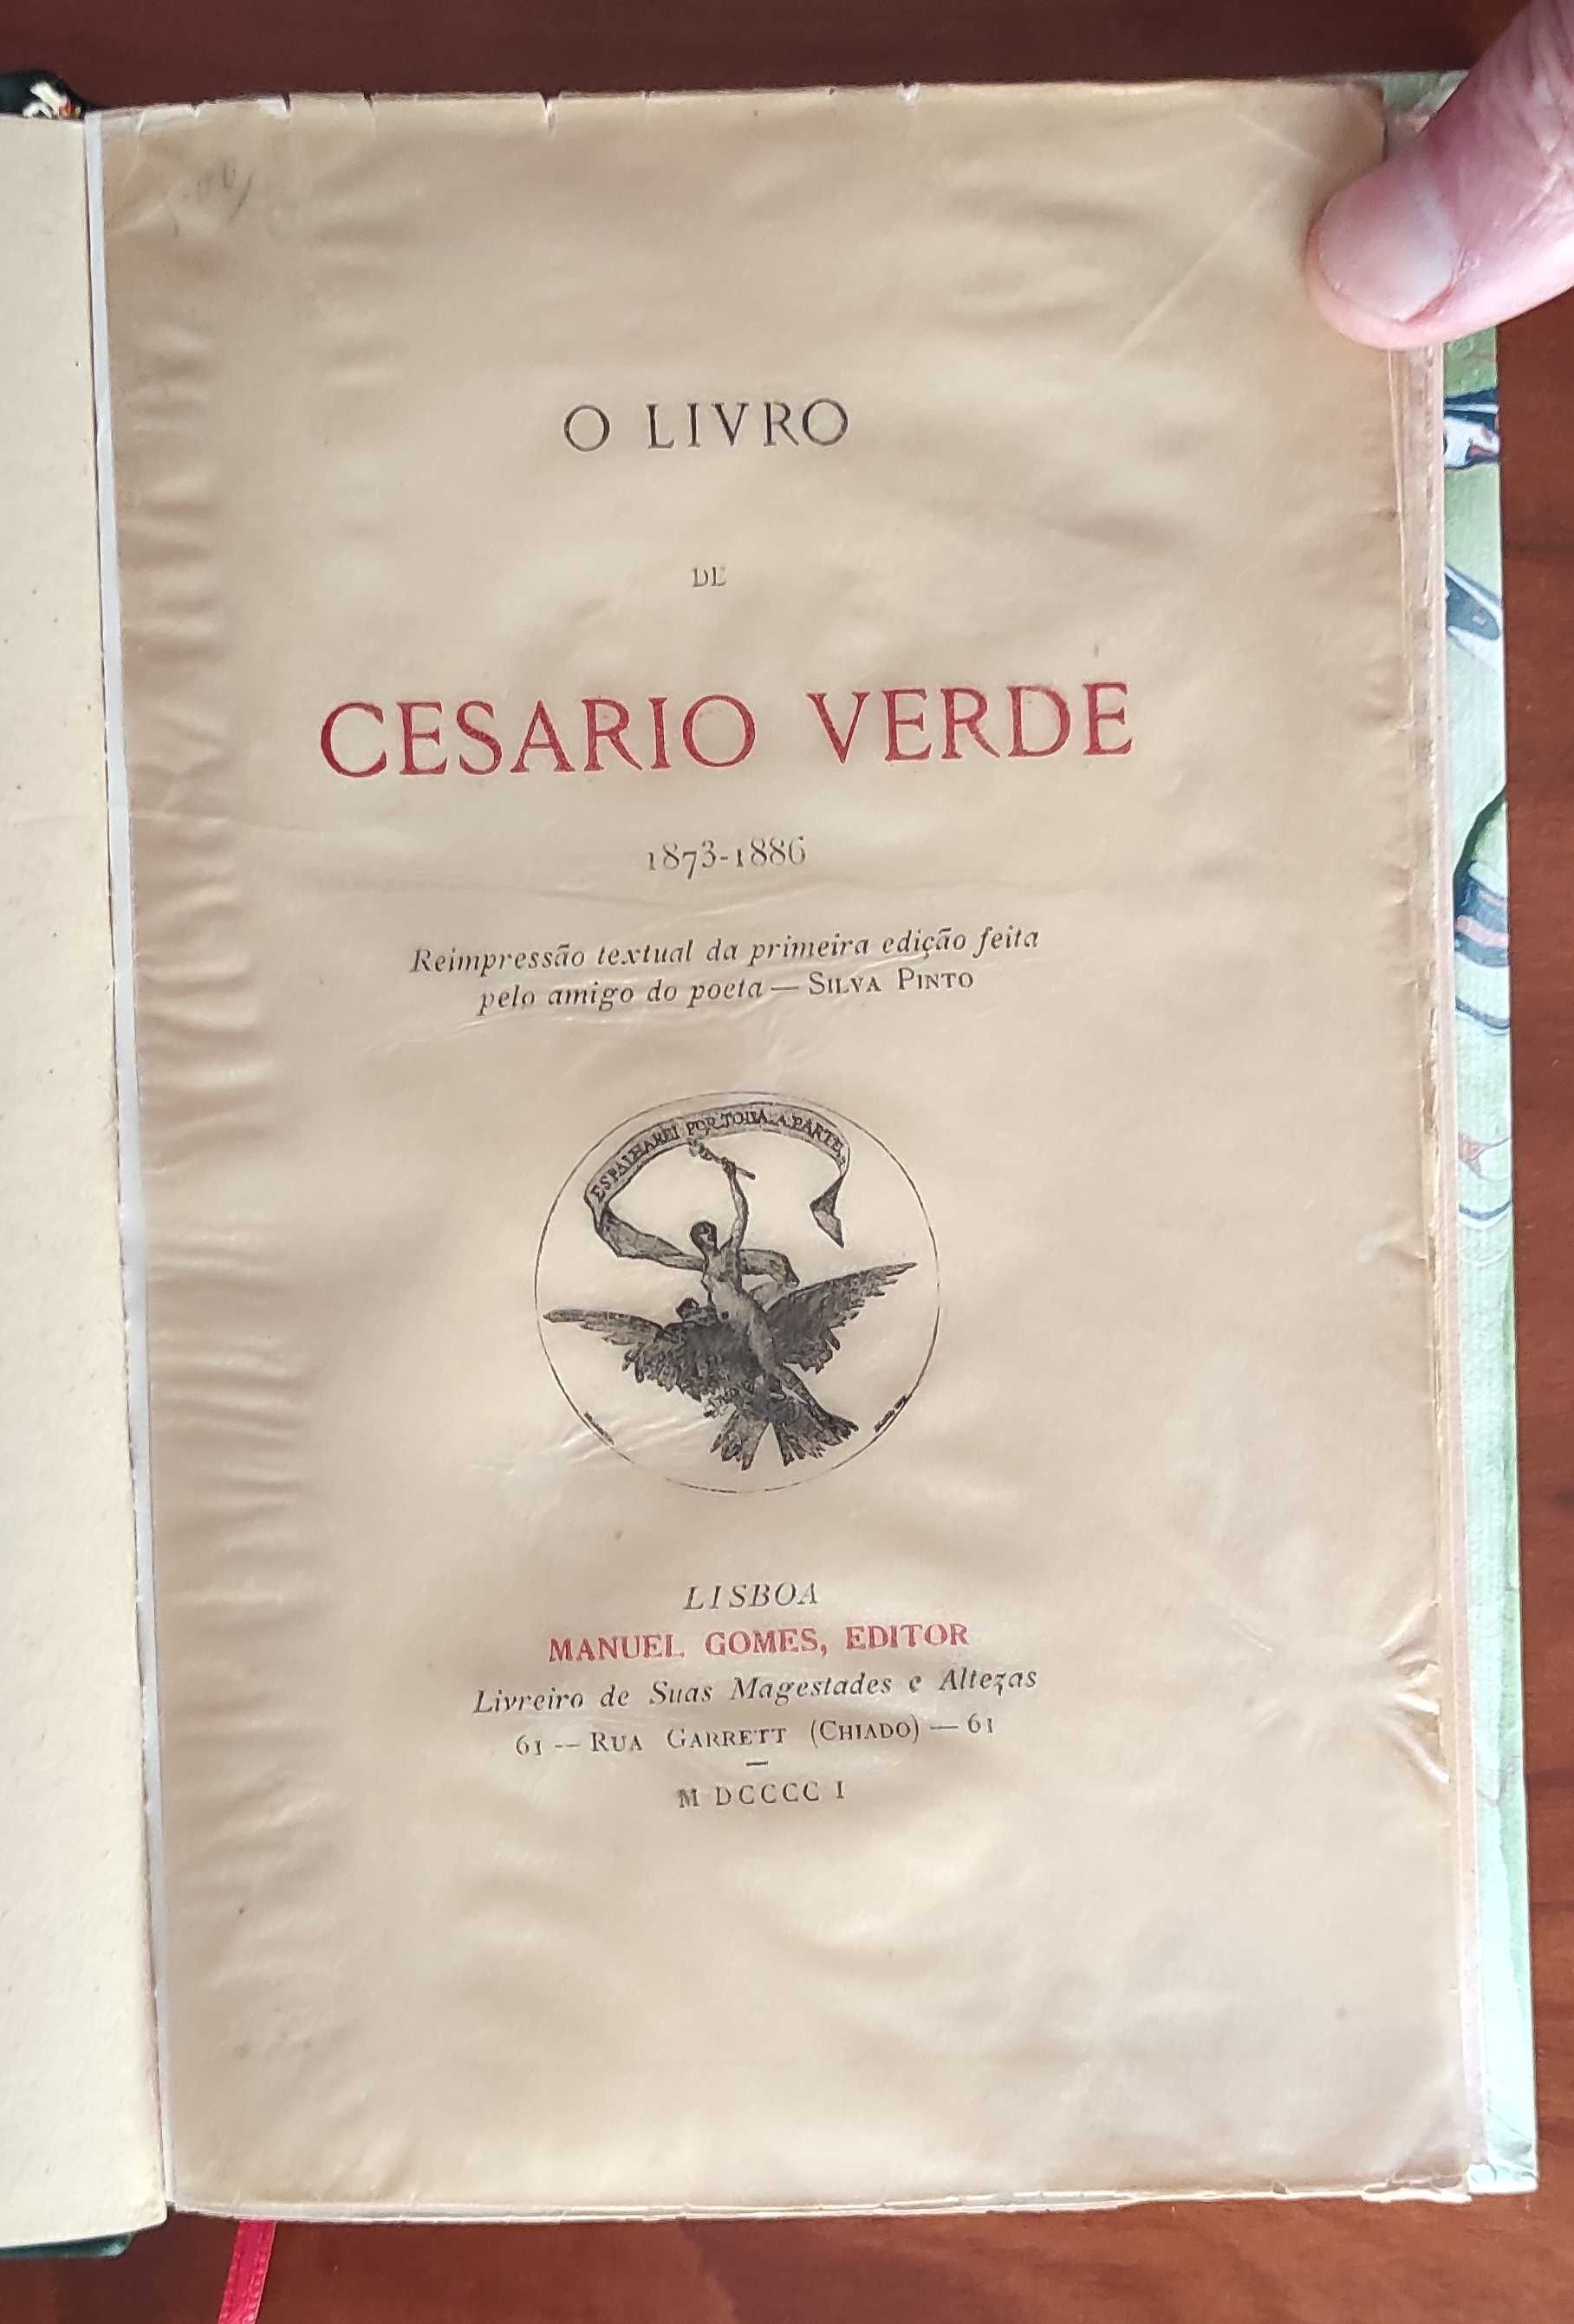 O LIVRO
DE
CESARIO VERDE
1873-1886
Reimpressão textual da primeira edição feita
pelo amigo do poeta — SILVA PINTO
ESPALHAREI POR TODA A PARTE
LISBOA
MANUEL GOMES, EDITOR
Livreiro de Suas Magestades e Altezas
61 — RUA GARRETT (CHIADO) — 61
M DCCCC I